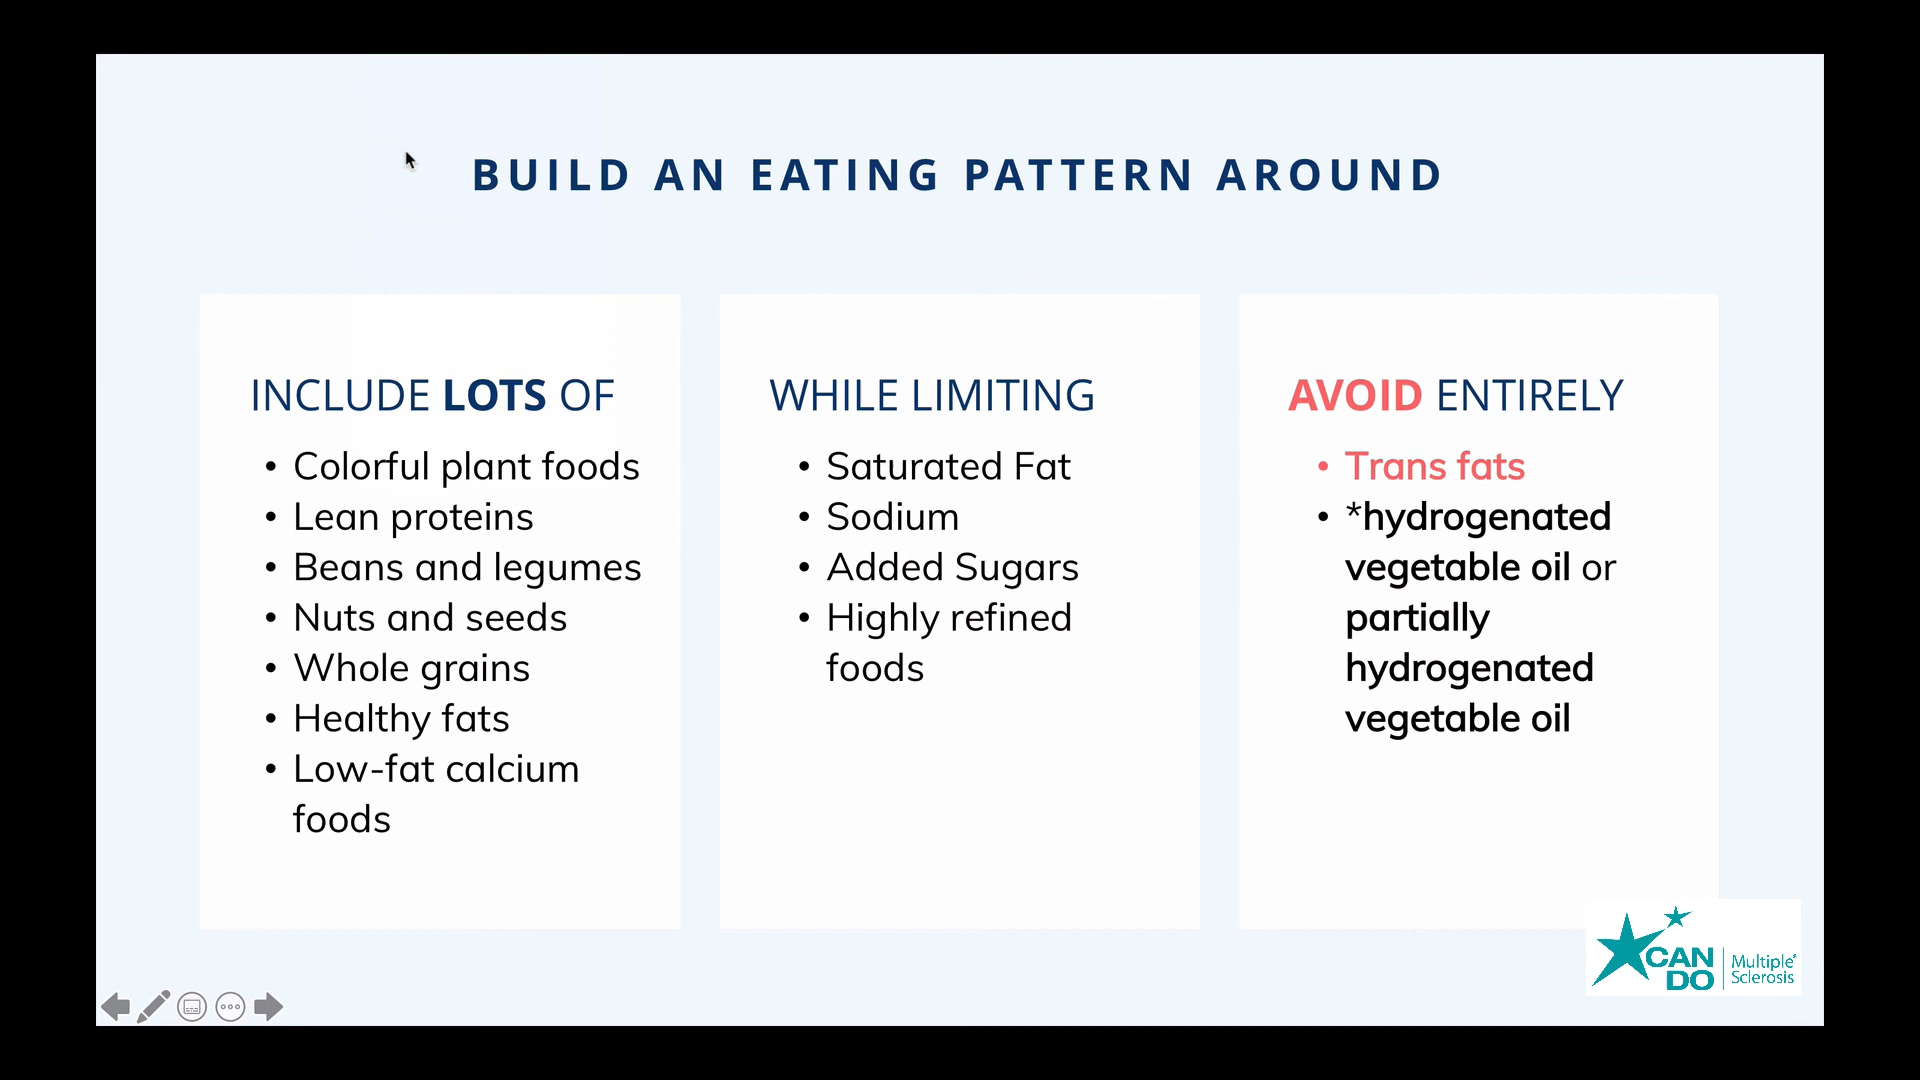 BUILD AN EATING PATTERN AROUND
INCLUDE LOTS OF
• Colorful plant foods
• Lean proteins
• Beans and legumes
• Nuts and seeds
• Whole grains
• Healthy fats
• Low-fat calcium
foods
WHILE LIMITING
• Saturated Fat
• Sodium
• Added Sugars
• Highly refined
foods
AVOID ENTIRELY
• Trans fats
• *hydrogenated
vegetable oil or
partially
hydrogenated
vegetable oil
CAN
DO
Multiple
Sclerosis